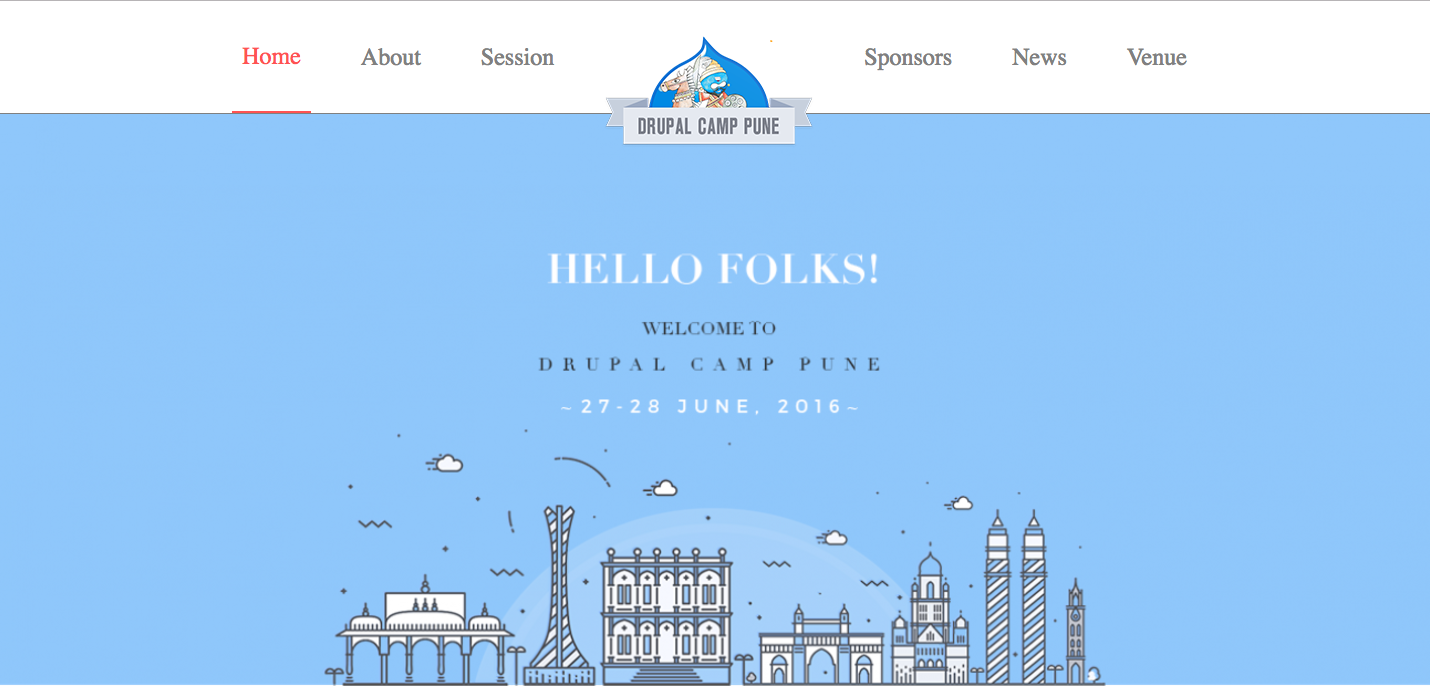 Home About Session Sponsors News Venue
DRUPAL CAMP PUNE
HELLO FOLKS!
WELCOME TO
DRUPAL CAMP PUNE
~27-28 JUNE, 2016~